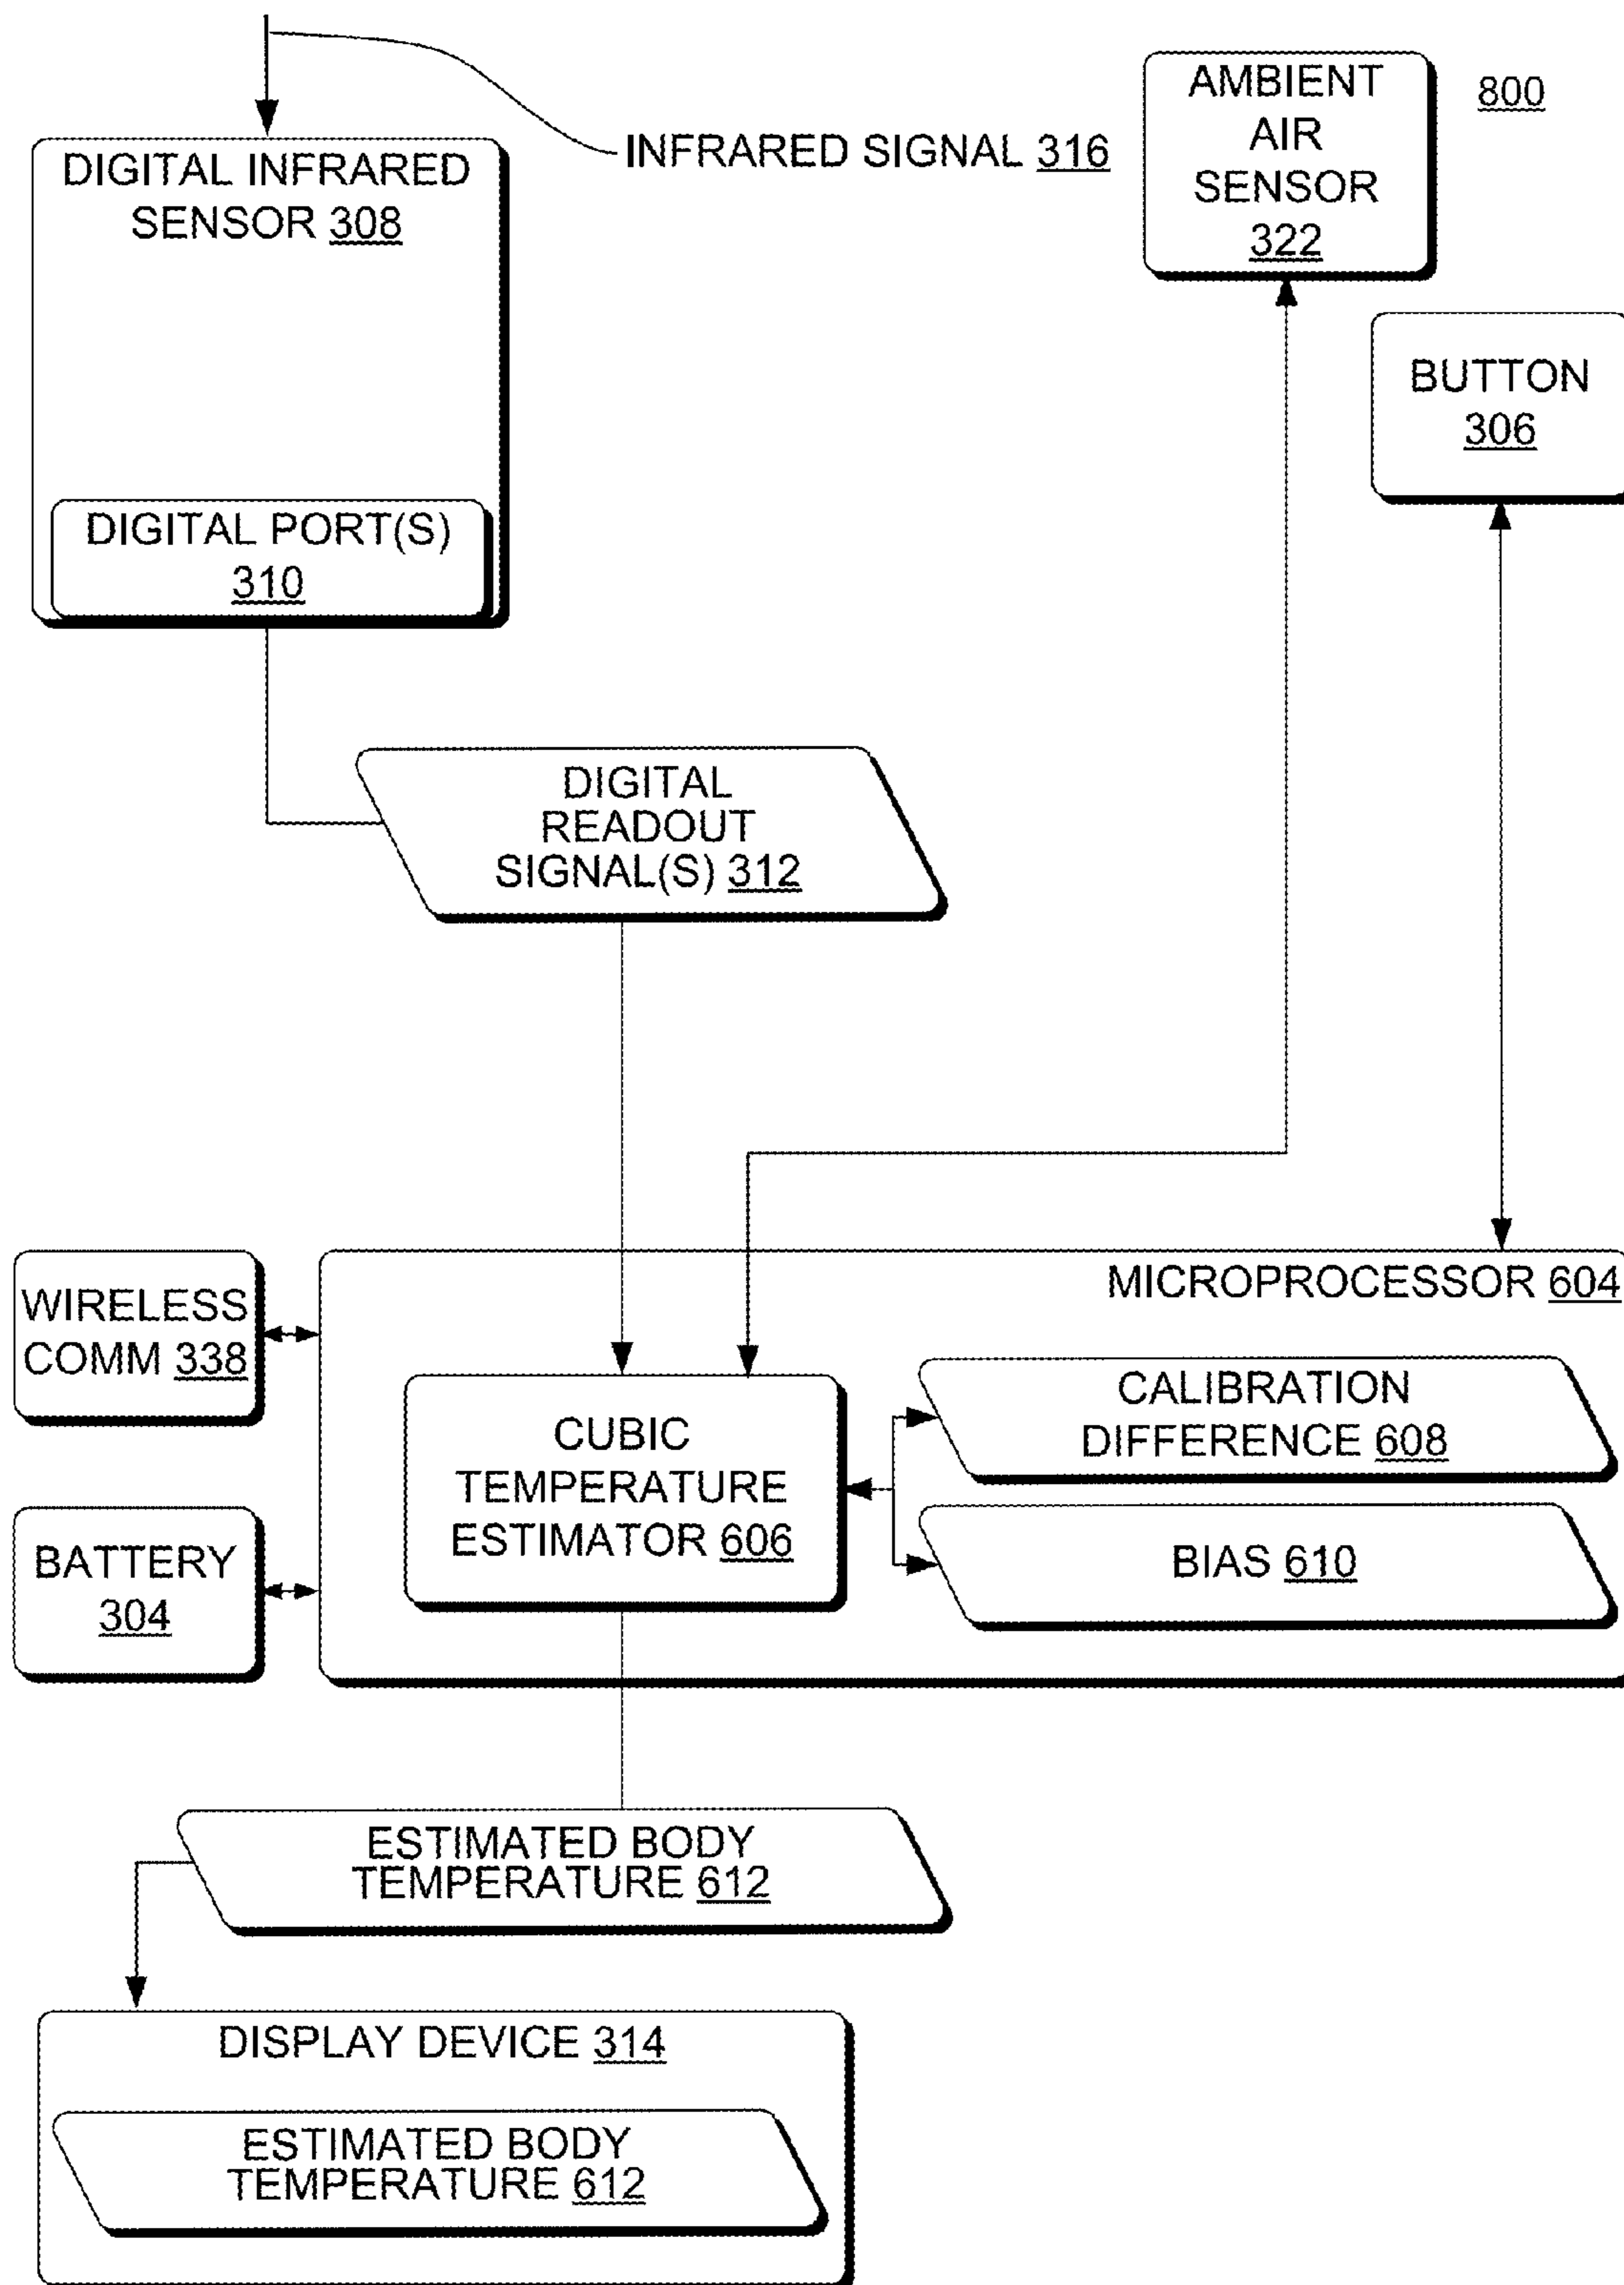 INFRARED SIGNAL 316
AMBIENT
AIR
SENSOR
322
800
DIGITAL INFRARED
SENSOR 308
BUTTON
306
DIGITAL PORT(S)
310
DIGITAL
READOUT
SIGNAL(S) 312
WIRELESS
COMM 338
MICROPROCESSOR 604
CUBIC
TEMPERATURE
ESTIMATOR 606
CALIBRATION
DIFFERENCE 608
BIAS 610
BATTERY
304
ESTIMATED BODY
TEMPERATURE 612
DISPLAY DEVICE 314
ESTIMATED BODY
TEMPERATURE 612